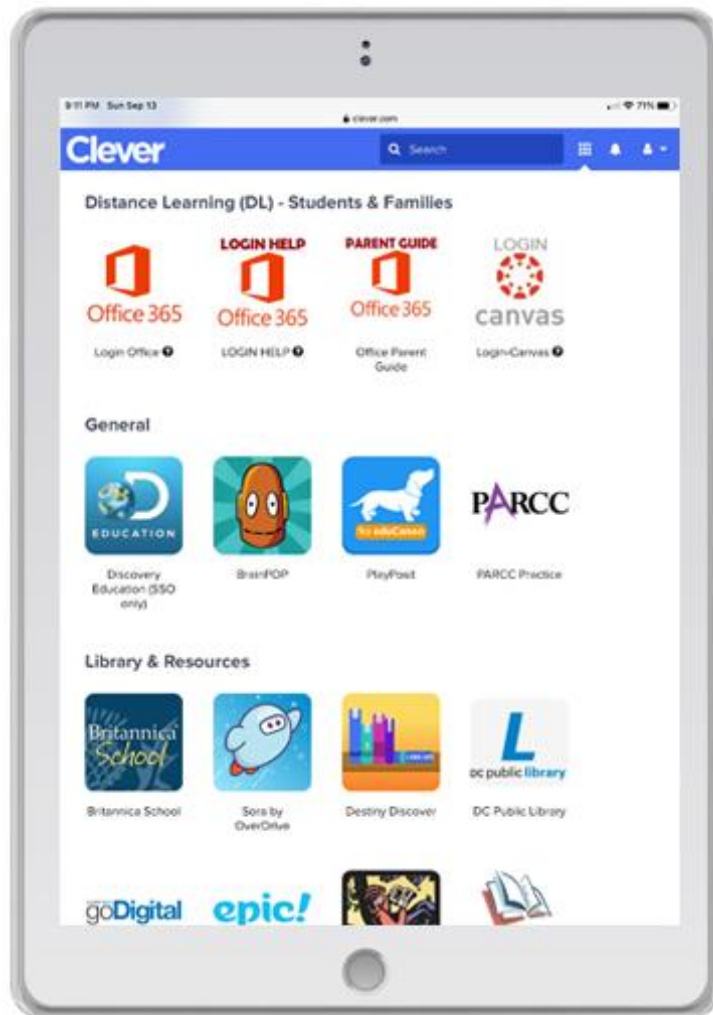 9:11 PM Sun Sep 13
71%
clever.com
Clever
Search
Distance Learning (DL) - Students & Families
Office 365
LOGIN HELP
Office 365
PARENT GUIDE
Office 365
LOGIN
canvas
Login Office
LOGIN HELP
Office Parent
Guide
Login-Canvas
General
D
EDUCATION
eduCanon
PARCC
Discovery
Education (SSO
only)
BrainPOP
PlayPosit
PARCC Practice
Library & Resources
Britannica
School
L
DC public library
Britannica School
Sora by
OverDrive
Destiny Discover
DC Public Library
goDigital
epic!